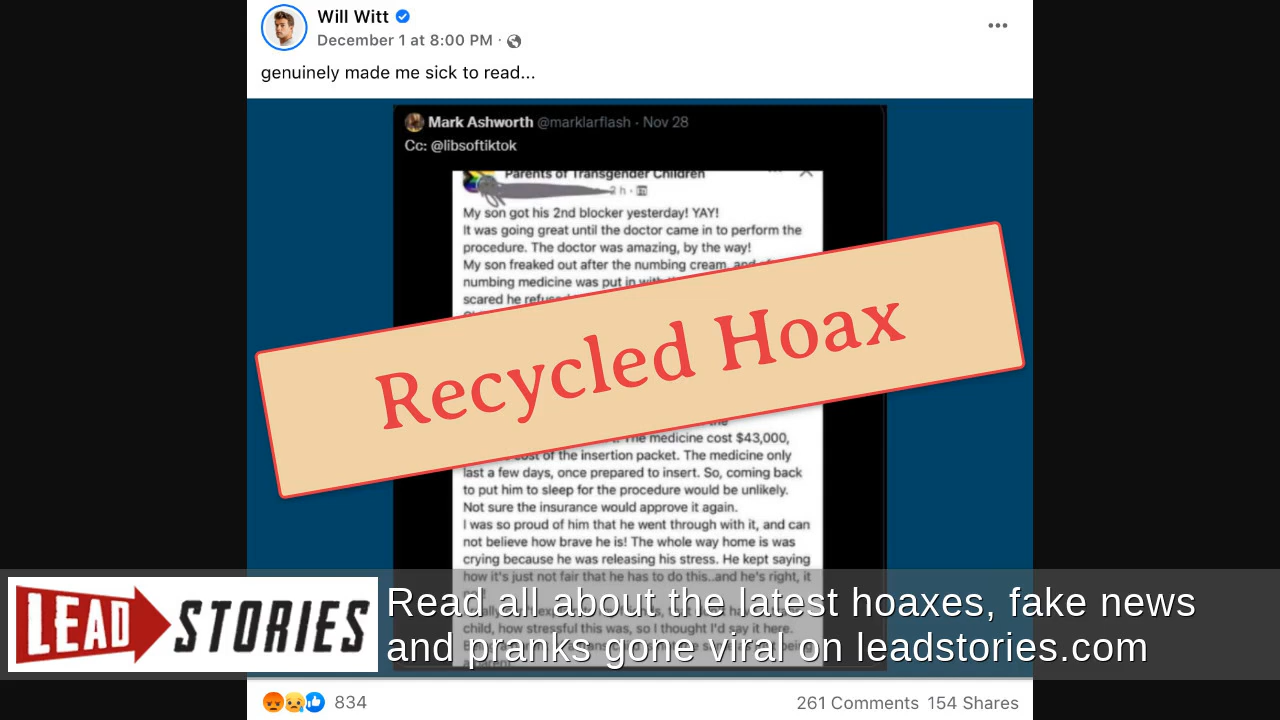 Will Witt
December 1 at 8:00 PM ·
genuinely made me sick to read...
Mark Ashworth @marklarflash · Nov 28
Cc: @libsoftiktok
Parents of Transgender Children
2 h ·
My son got his 2nd blocker yesterday! YAY!
It was going great until the doctor came in to perform the
procedure. The doctor was amazing, by the way!
My son freaked out after the numbing cream, and
numbing medicine was put in with
scared he refused
Recycled Hoax
the
The medicine cost $43,000,
cost of the insertion packet. The medicine only
last a few days, once prepared to insert. So, coming back
to put him to sleep for the procedure would be unlikely.
Not sure the insurance would approve it again.
I was so proud of him that he went through with it, and can
not believe how brave he is! The whole way home is was
crying because he was releasing his stress. He kept saying
how it's just not fair that he has to do this..and he's right, it
child, how stressful this was, so I thought I'd say it here.
LEAD STORIES
Read all about the latest hoaxes, fake news
and pranks gone viral on leadstories.com
834
261 Comments 154 Shares